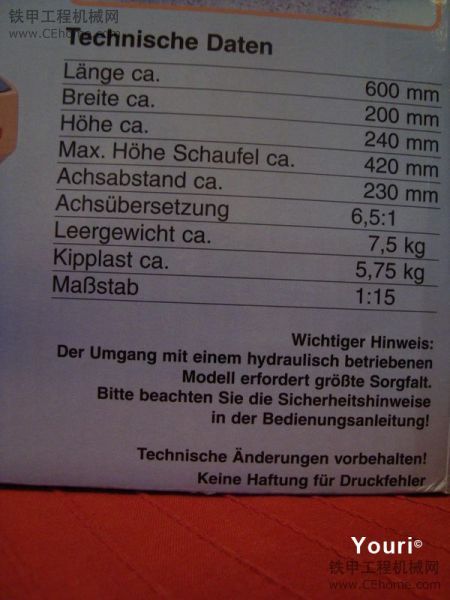 铁甲工程机械网
www.CEhome.com
Technische Daten
Länge ca. 600 mm
Breite ca. 200 mm
Höhe ca. 240 mm
Max. Höhe Schaufel ca. 420 mm
Achsabstand ca. 230 mm
Achsübersetzung 6,5:1
Leergewicht ca. 7,5 kg
Kipplast ca. 5,75 kg
Maßstab 1:15
Wichtiger Hinweis:
Der Umgang mit einem hydraulisch betriebenen
Modell erfordert größte Sorgfalt.
Bitte beachten Sie die Sicherheitshinweise
in der Bedienungsanleitung!
Technische Änderungen vorbehalten!
Keine Haftung für Druckfehler
Youri©
铁甲工程机械网
www.CEhome.com